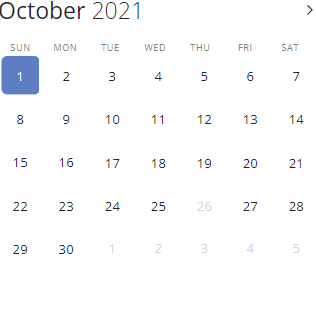 October 2021
SUN MON TUE WED THU FRI SAT
1 2 3 4 5 6 7
8 9 10 11 12 13 14
15 16 17 18 19 20 21
22 23 24 25 26 27 28
29 30 1 2 3 4 5